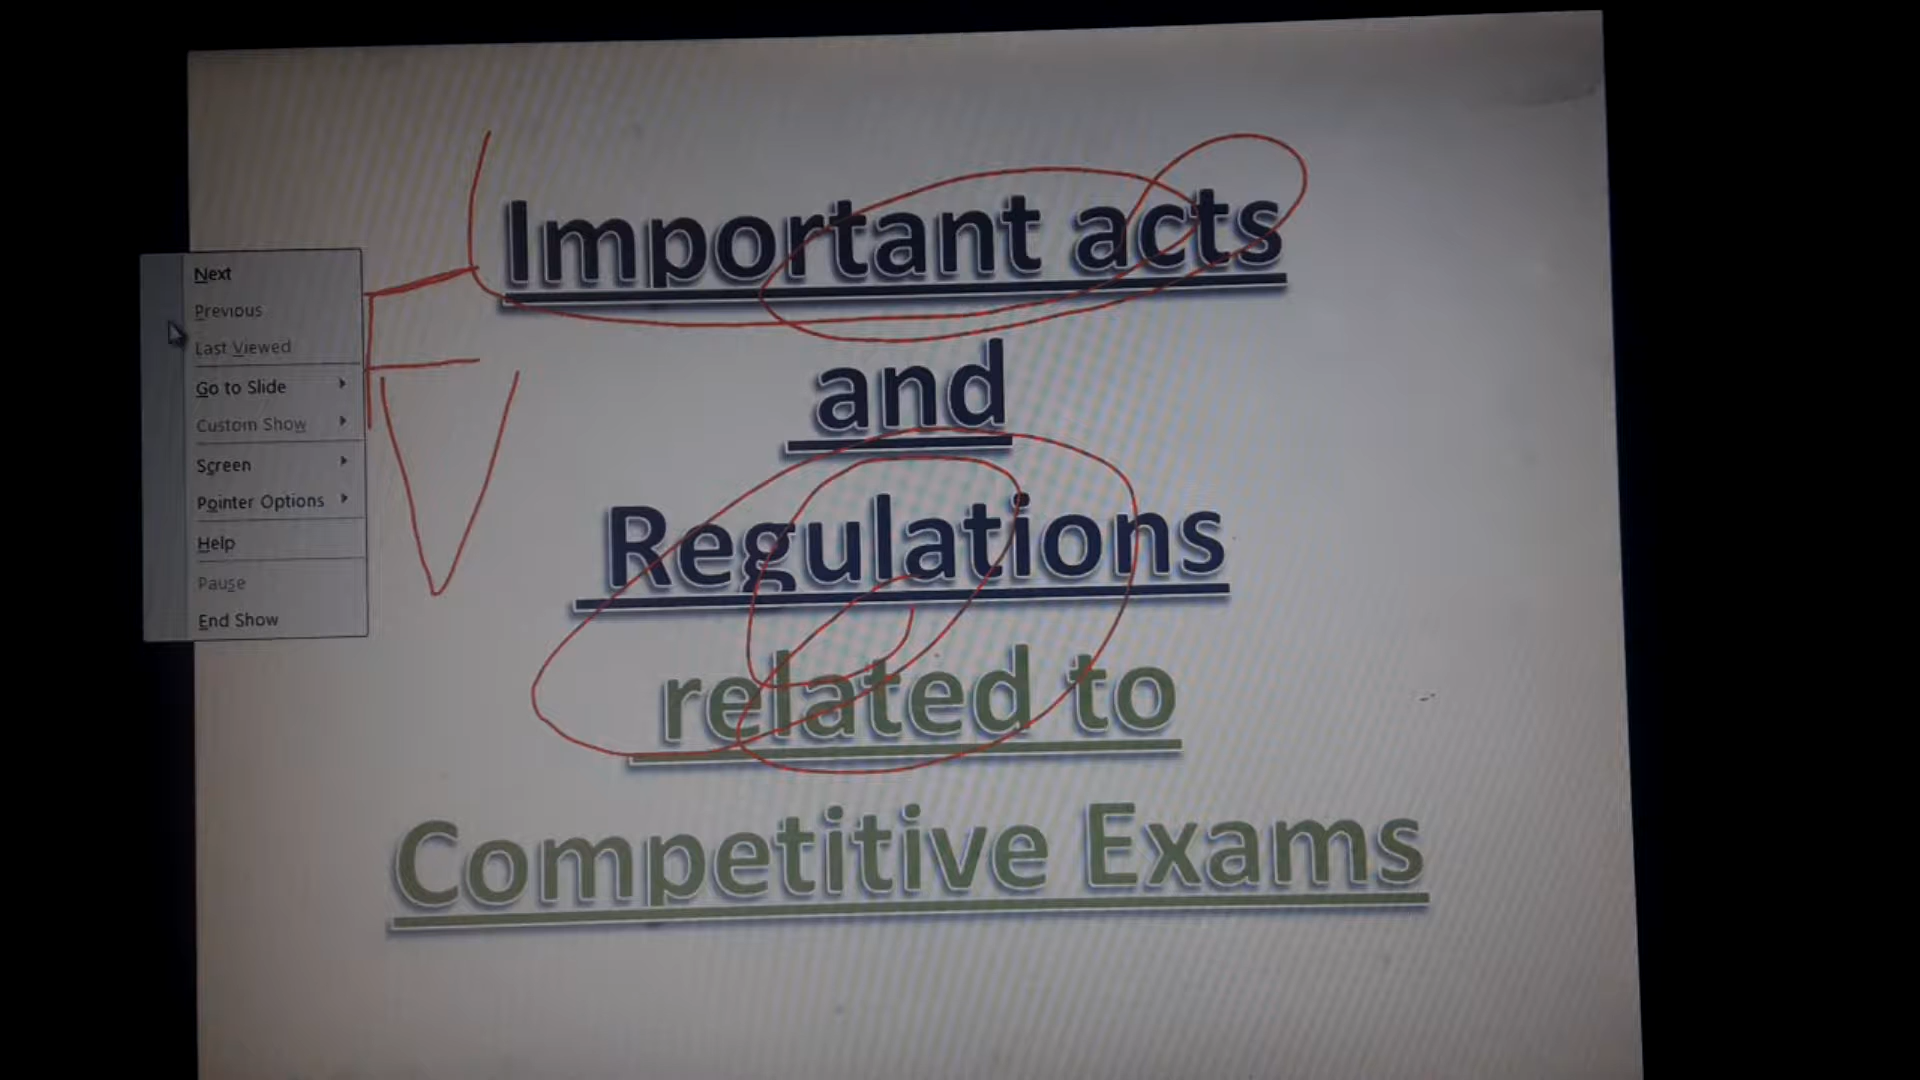 Important acts
and
Regulations
related to
Competitive Exams
Next
Previous
Last Viewed
Go to Slide
Custom Show
Screen
Pointer Options
Help
Pause
End Show